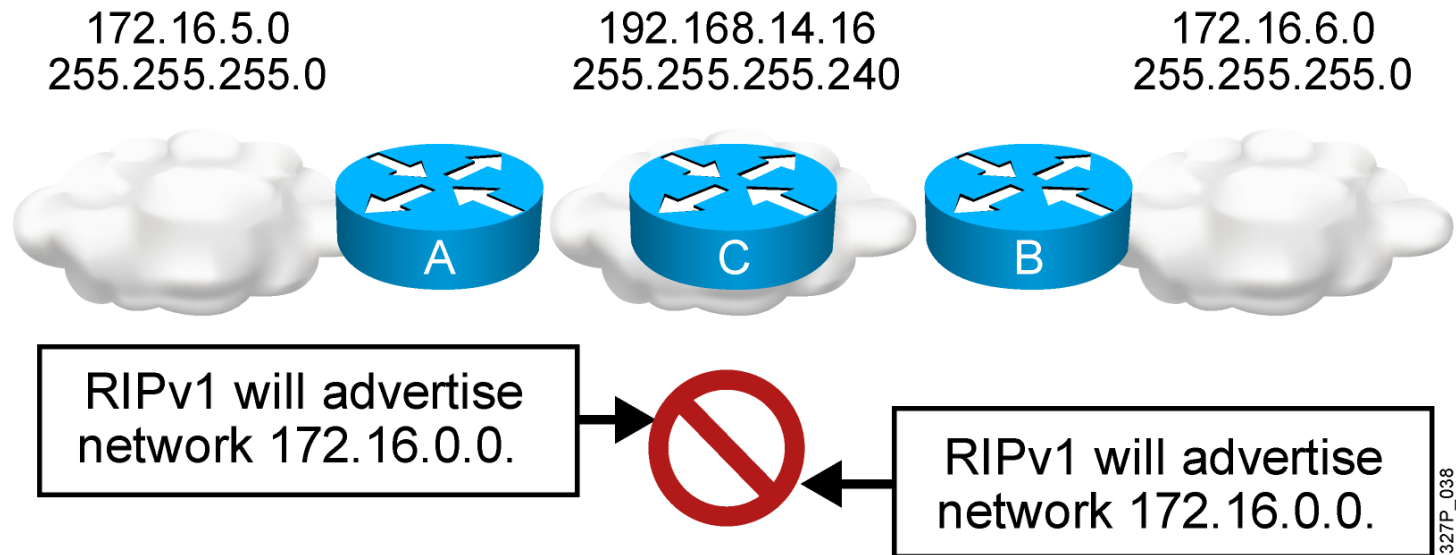 172.16.5.0
255.255.255.0
192.168.14.16
255.255.255.240
172.16.6.0
255.255.255.0
A
C
B
RIPv1 will advertise
network 172.16.0.0.
RIPv1 will advertise
network 172.16.0.0.
327P_038